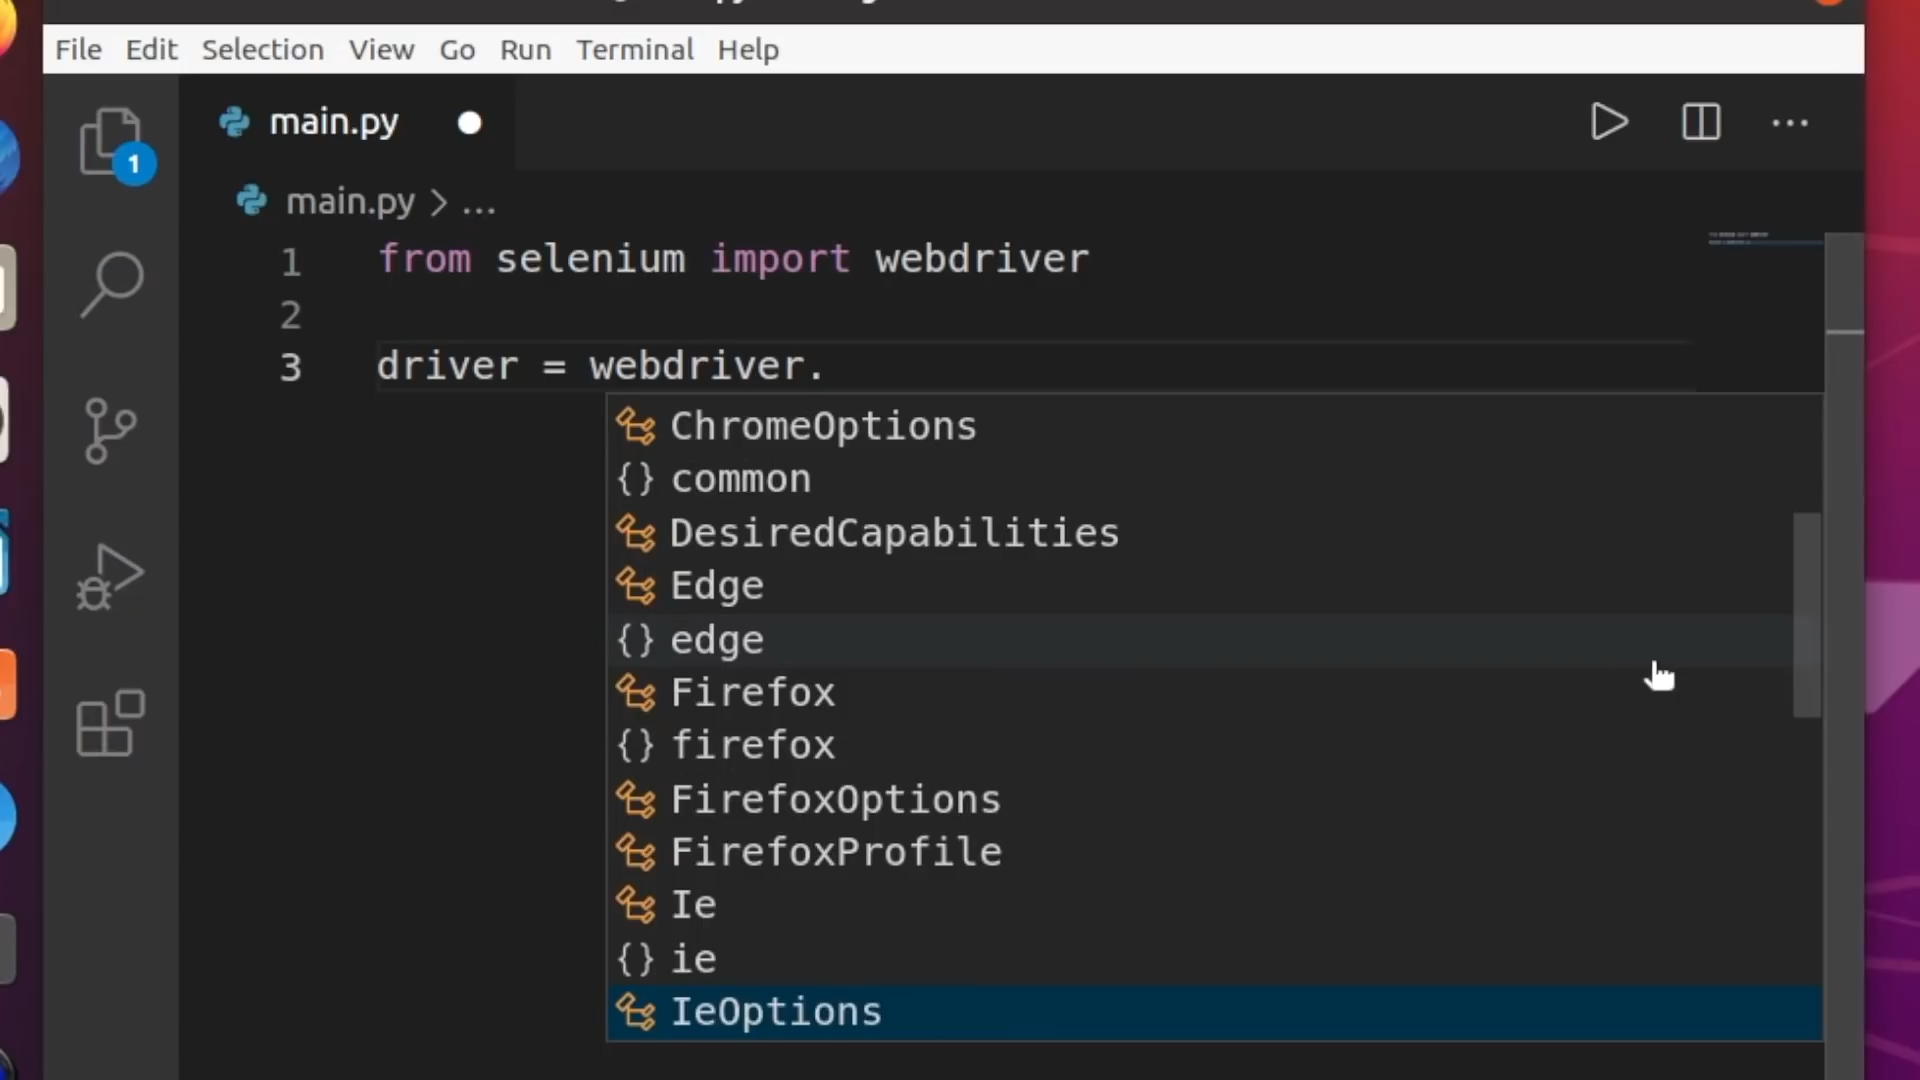 File Edit Selection View Go Run Terminal Help
main.py
1
main.py > ...
1 from selenium import webdriver
2
3 driver = webdriver.
ChromeOptions
{} common
DesiredCapabilities
Edge
{} edge
Firefox
{} firefox
FirefoxOptions
FirefoxProfile
Ie
{} ie
IeOptions